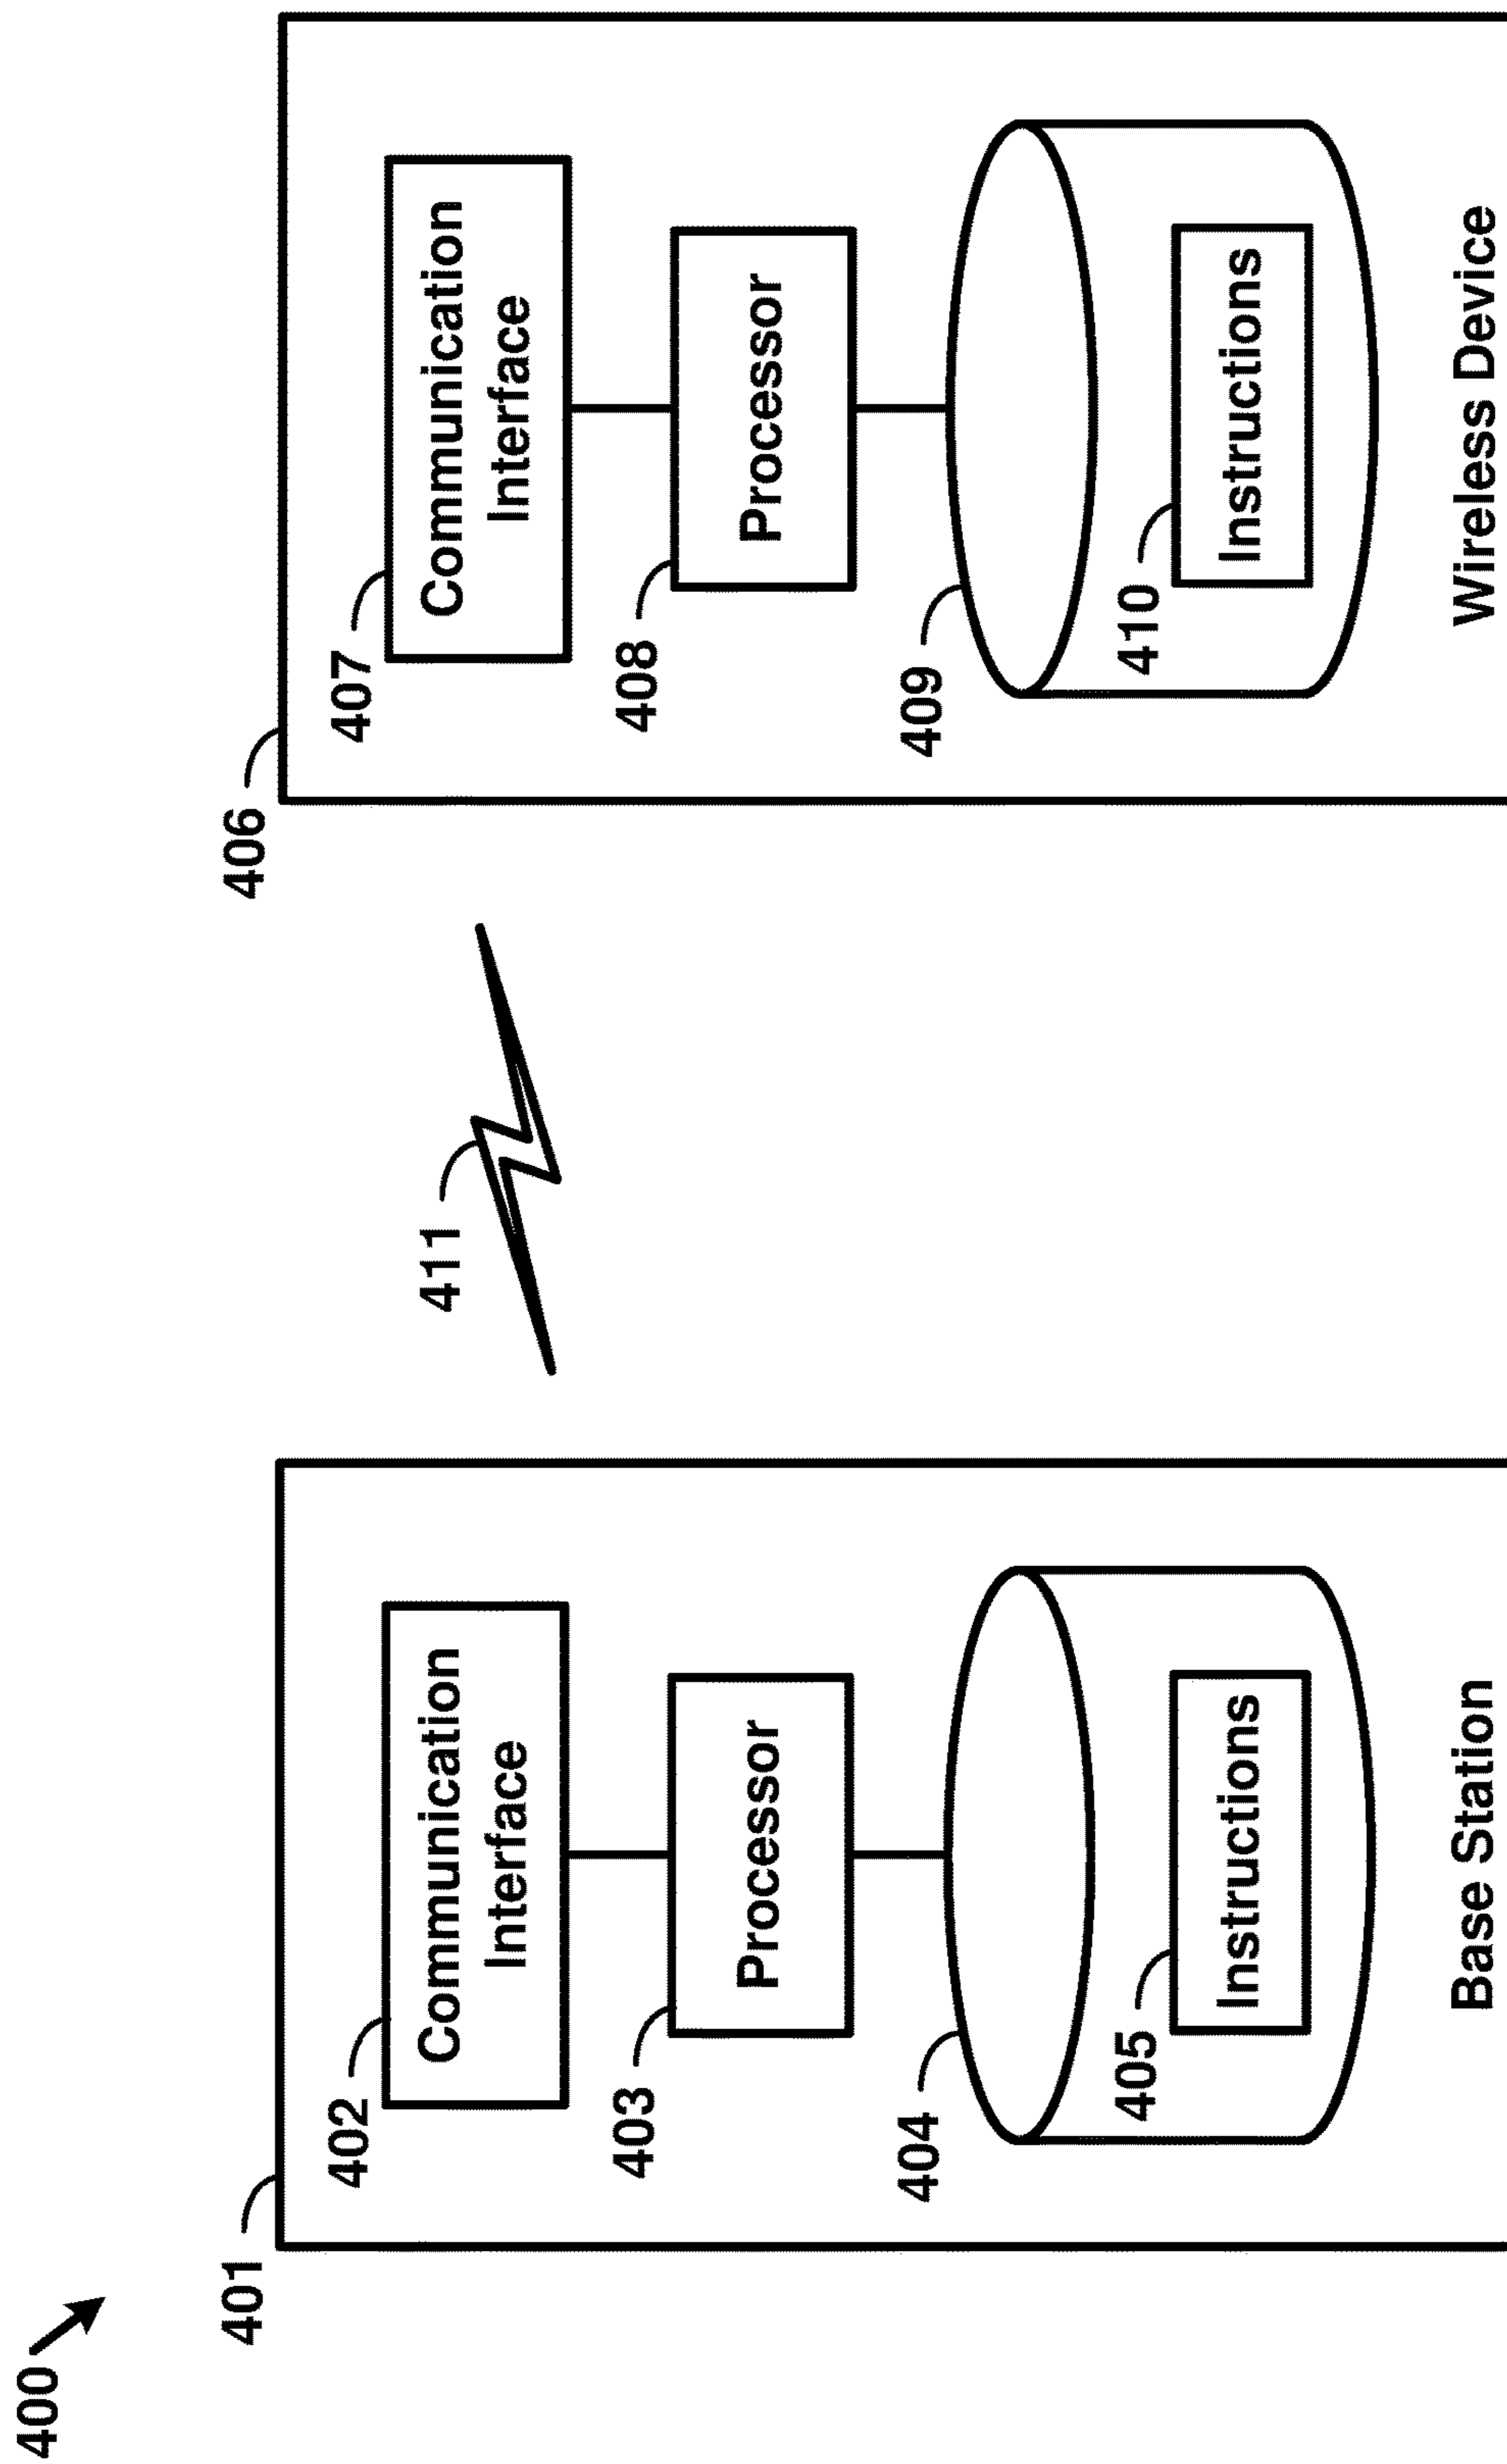 400
401
402
Communication
Interface
403
Processor
404
405
Instructions
Base Station
411
406
407
Communication
Interface
408
Processor
409
410
Instructions
Wireless Device